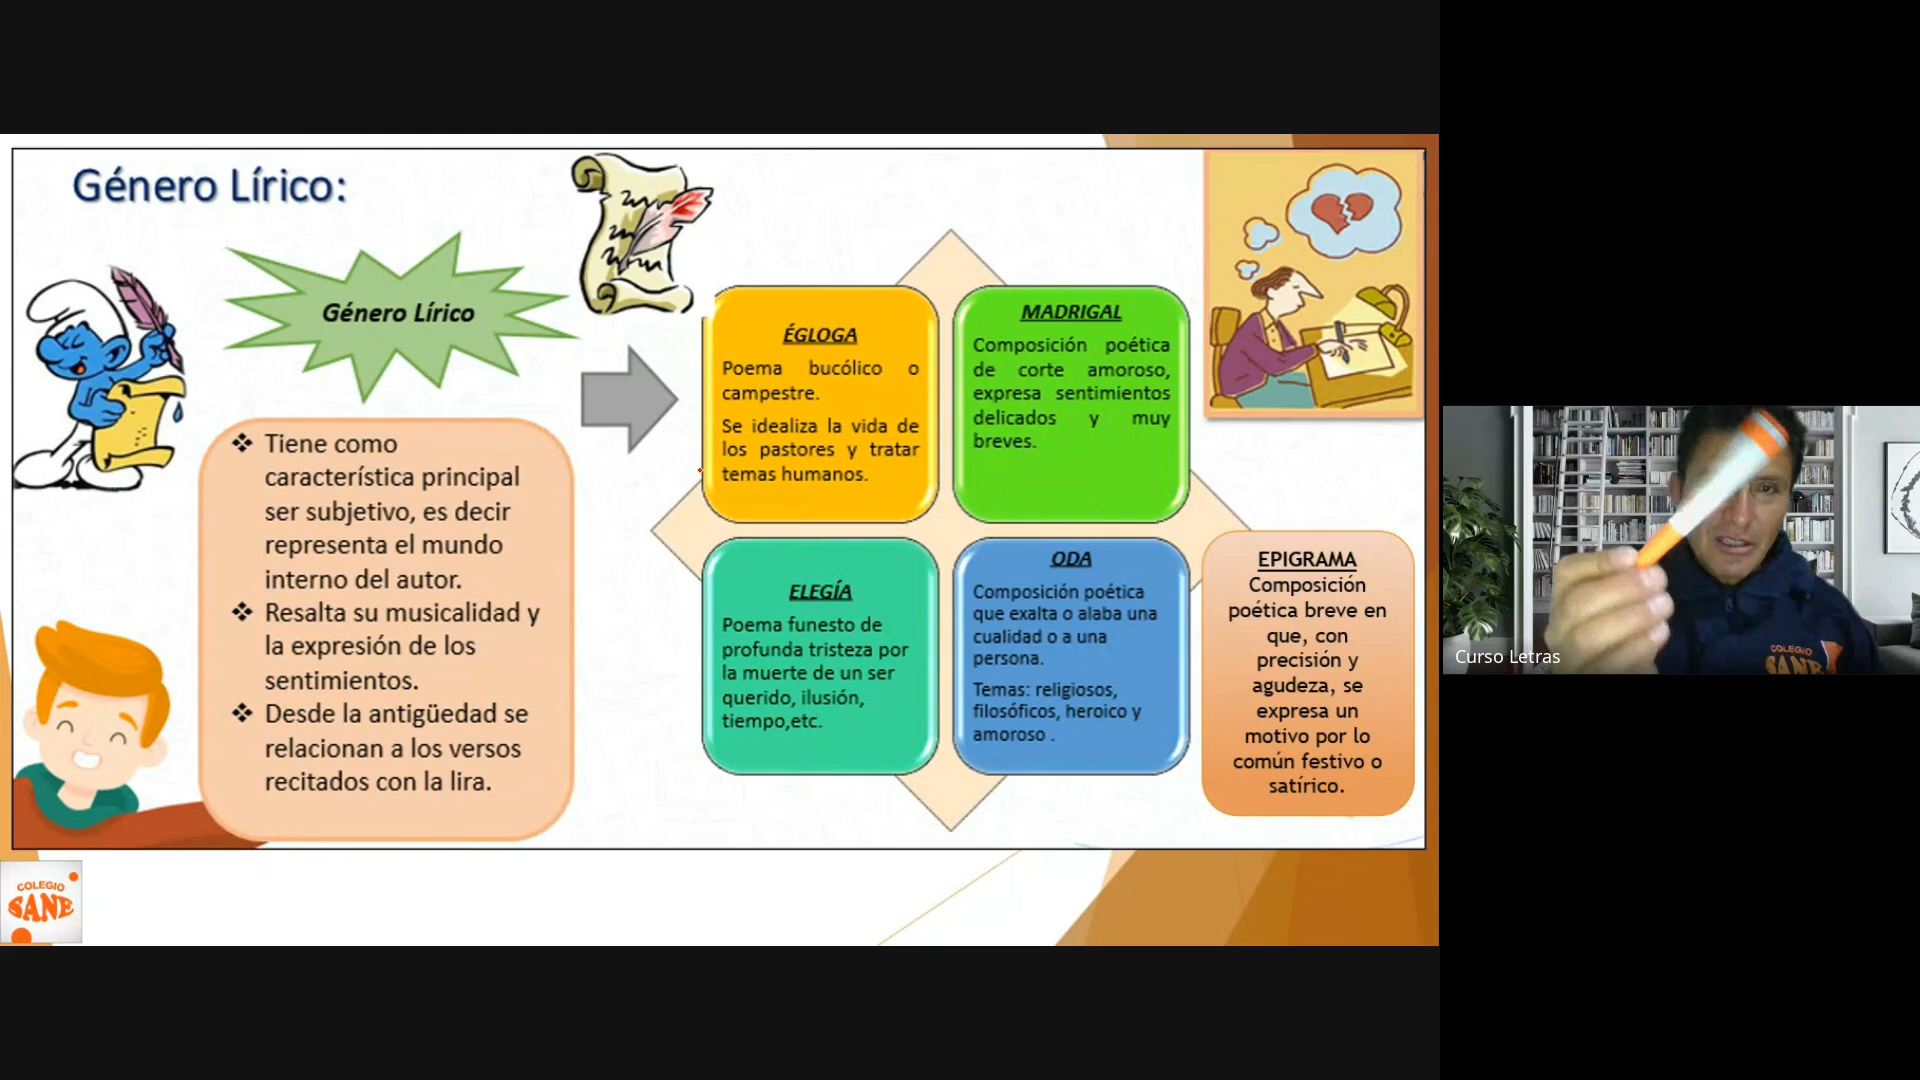 Género Lírico:
Género Lírico
❖ Tiene como
característica principal
ser subjetivo, es decir
representa el mundo
interno del autor.
❖ Resalta su musicalidad y
la expresión de los
sentimientos.
❖ Desde la antigüedad se
relacionan a los versos
recitados con la lira.
ÉGLOGA
Poema bucólico o
campestre.
Se idealiza la vida de
los pastores y tratar
temas humanos.
MADRIGAL
Composición poética
de corte amoroso,
expresa sentimientos
delicados y muy
breves.
ELEGÍA
Poema funesto de
profunda tristeza por
la muerte de un ser
querido, ilusión,
tiempo,etc.
ODA
Composición poética
que exalta o alaba una
cualidad o a una
persona.
Temas: religiosos,
filosóficos, heroico y
amoroso .
EPIGRAMA
Composición
poética breve en
que, con
precisión y
agudeza, se
expresa un
motivo por lo
común festivo o
satírico.
COLEGIO
SANE
Curso Letras
COLEGIO
SANE